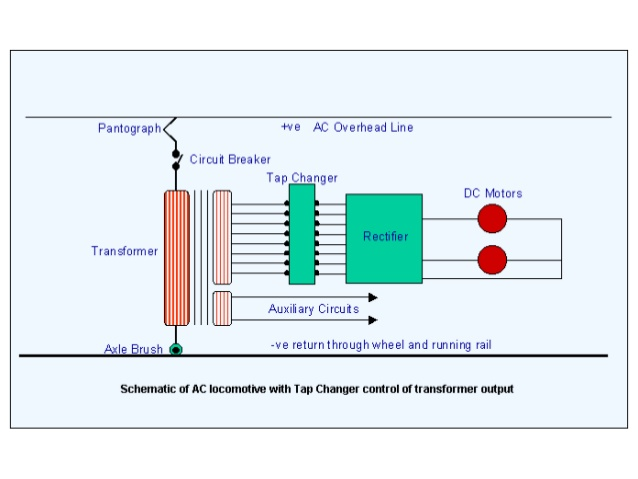 Pantograph
+ve AC Overhead Line
Circuit Breaker
Tap Changer
DC Motors
Rectifier
Transformer
Auxiliary Circuits
Axle Brush
-ve return through wheel and running rail
Schematic of AC locomotive with Tap Changer control of transformer output